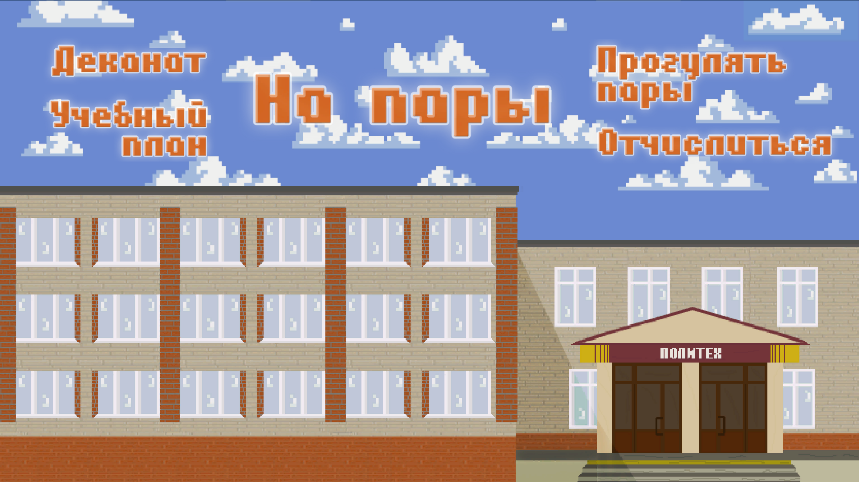 Деканат
Учебный
план
На пары
Прогулять
пары
Отчислиться
ПОЛИТЕХ